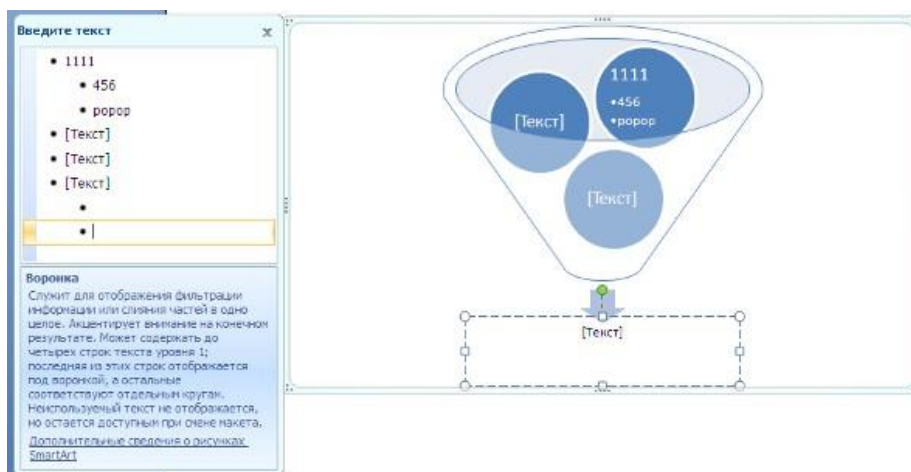 Введите текст
x
• 1111
• 456
• popop
• [Текст]
• [Текст]
• [Текст]
•
•
Воронка
Служит для отображения фильтрации
информации или слияния частей в одно
целое. Акцентирует внимание на конечном
результате. Может содержать до
четырех строк текста уровня 1;
последняя из этих строк отображается
под воронкой, а остальные
соответствуют отдельным кругам.
Неиспользуемый текст не отображается,
но остается доступным при смене макета.
Дополнительные сведения о рисунках
SmartArt
1111
•456
•popop
[Текст]
[Текст]
[Текст]